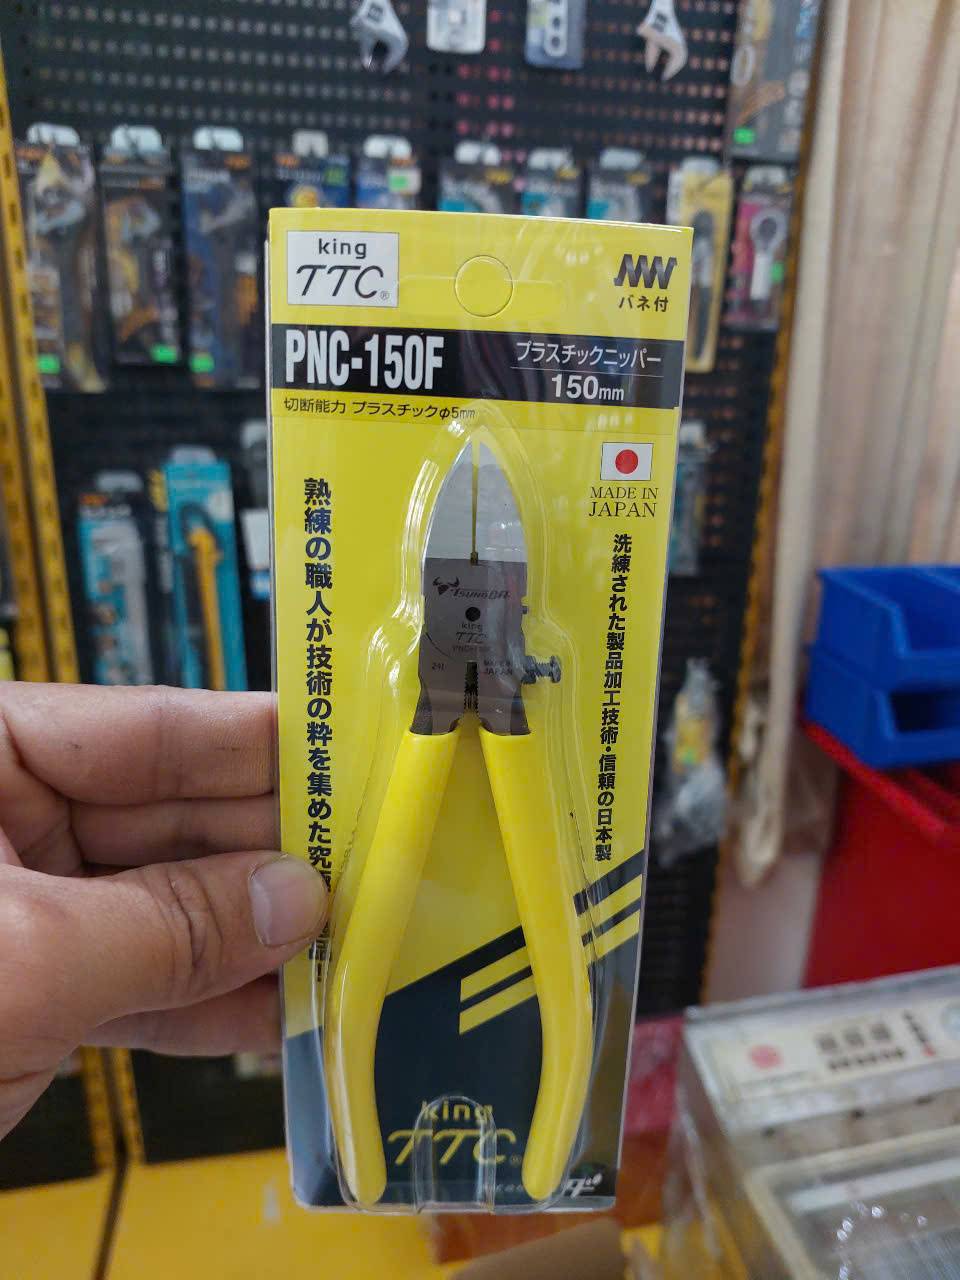 king
TTC®
バネ付
PNC-150F
プラスチックニッパー
150mm
切断能力 プラスチックφ5mm
MADE IN
JAPAN
熟練の職人が技術の粋を集めた究極
洗練された製品加工技術・信頼の日本製
TSUNODA
king
TTC
241
JAPAN
king
TTC®